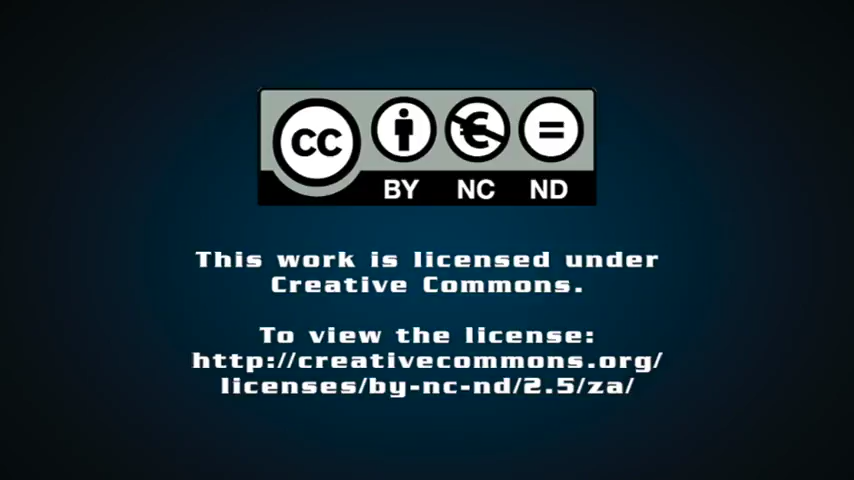 CC
BY NC ND
This work is licensed under
Creative Commons.
To view the license:
http://creativecommons.org/
licenses/by-nc-nd/2.5/za/